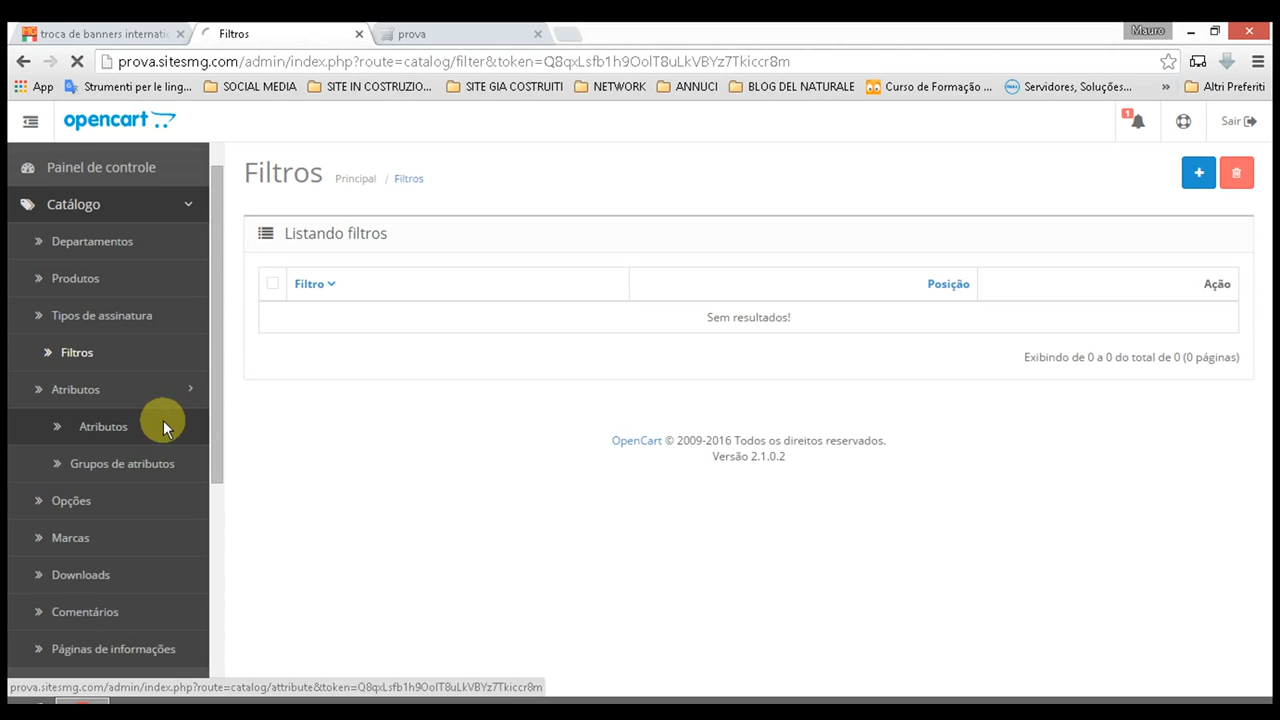 troca de banners internatic
Filtros
prova
Mauro
prova.sitesmg.com/admin/index.php?route=catalog/filter&token=Q8qxLsfb1h9OolT8uLkVBYz7Tkiccr8m
App
Strumenti per le ling...
SOCIAL MEDIA
SITE IN COSTRUZIO...
SITE GIA COSTRUITI
NETWORK
ANNUCI
BLOG DEL NATURALE
Curso de Formação ...
Servidores, Soluções...
»
Altri Preferiti
opencart
1
Sair
Painel de controle
Catálogo
Departamentos
Produtos
Tipos de assinatura
Filtros
Atributos
Atributos
Grupos de atributos
Opções
Marcas
Downloads
Comentários
Páginas de informações
Filtros
Principal / Filtros
Listando filtros
Filtro Posição Ação
Sem resultados!
Exibindo de 0 a 0 do total de 0 (0 páginas)
OpenCart © 2009-2016 Todos os direitos reservados.
Versão 2.1.0.2
prova.sitesmg.com/admin/index.php?route=catalog/attribute&token=Q8qxLsfb1h9OolT8uLkVBYz7Tkiccr8m